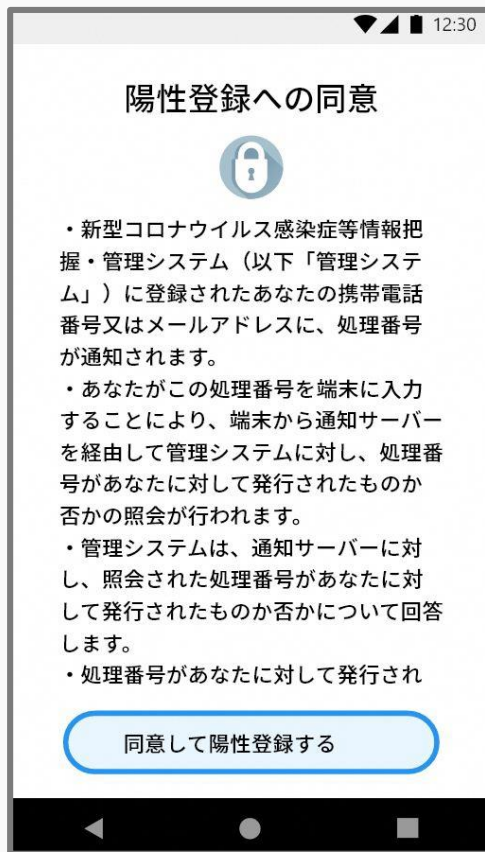 12:30
陽性登録への同意
・新型コロナウイルス感染症等情報把
握・管理システム（以下「管理システ
ム」）に登録されたあなたの携帯電話
番号又はメールアドレスに、処理番号
が通知されます。
・あなたがこの処理番号を端末に入力
することにより、端末から通知サーバー
を経由して管理システムに対し、処理番
号があなたに対して発行されたものか
否かの照会が行われます。
・管理システムは、通知サーバーに対
し、照会された処理番号があなたに対
して発行されたものか否かについて回答
します。
・処理番号があなたに対して発行され
同意して陽性登録する